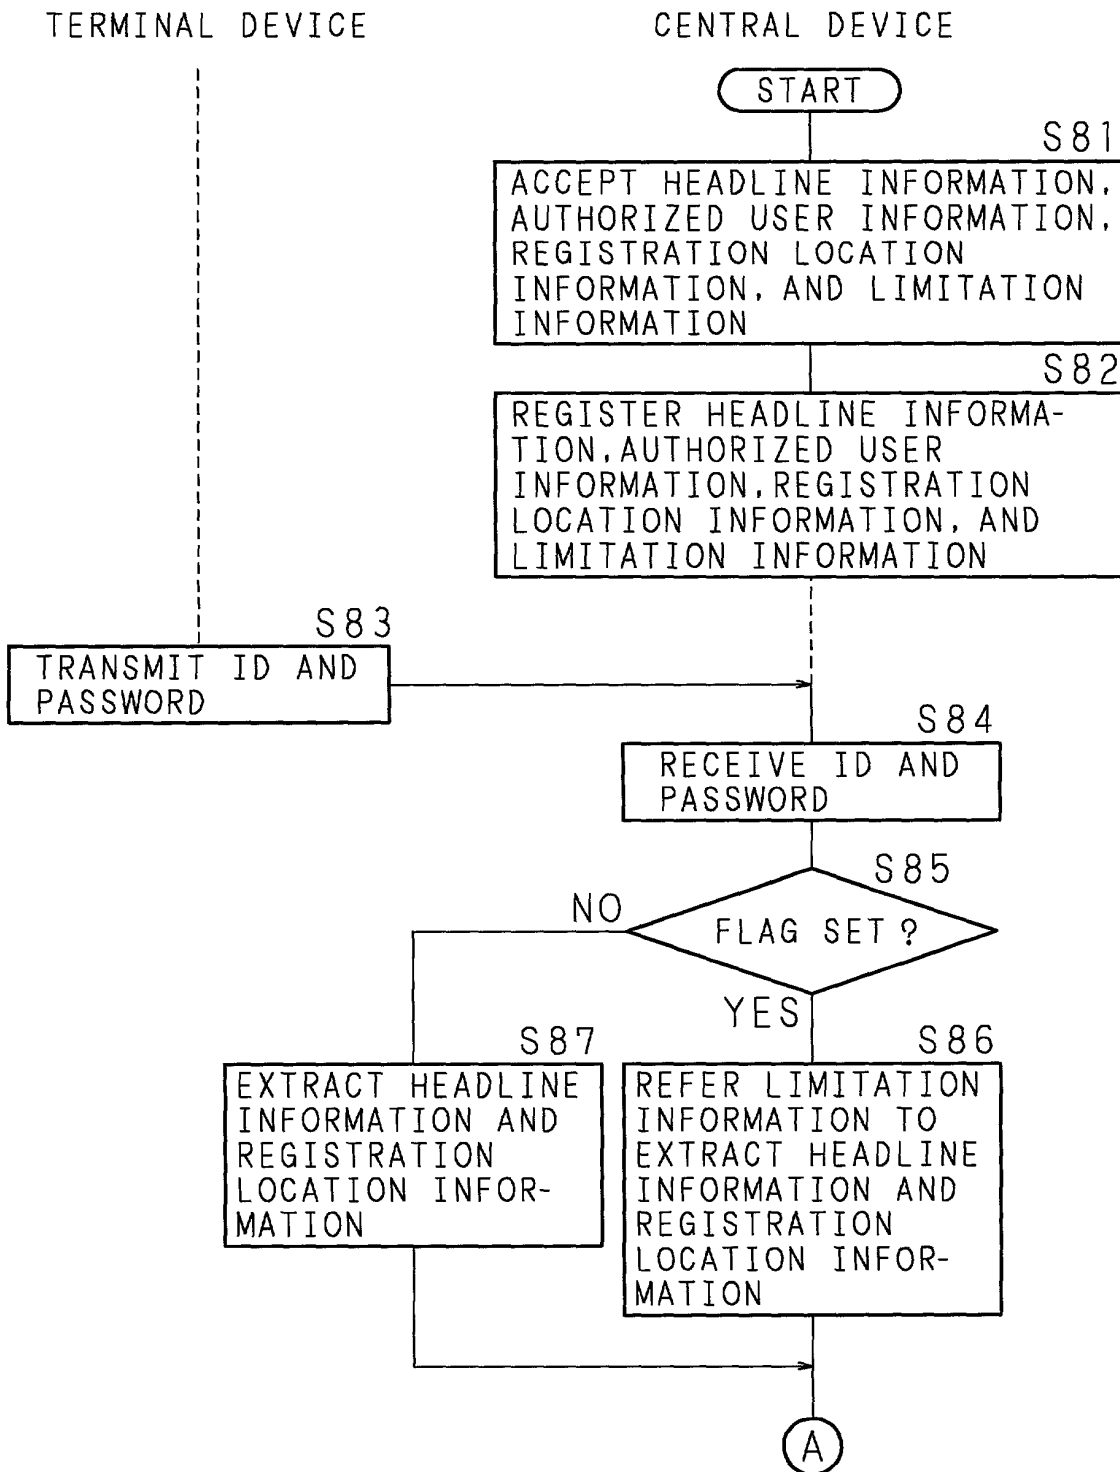 TERMINAL DEVICE
CENTRAL DEVICE
START
S81
ACCEPT HEADLINE INFORMATION,
AUTHORIZED USER INFORMATION,
REGISTRATION LOCATION
INFORMATION, AND LIMITATION
INFORMATION
S82
REGISTER HEADLINE INFORMA-
TION,AUTHORIZED USER
INFORMATION,REGISTRATION
LOCATION INFORMATION, AND
LIMITATION INFORMATION
S83
TRANSMIT ID AND
PASSWORD
S84
RECEIVE ID AND
PASSWORD
S85
NO
FLAG SET?
YES
S87
EXTRACT HEADLINE
INFORMATION AND
REGISTRATION
LOCATION INFOR-
MATION
S86
REFER LIMITATION
INFORMATION TO
EXTRACT HEADLINE
INFORMATION AND
REGISTRATION
LOCATION INFOR-
MATION
A